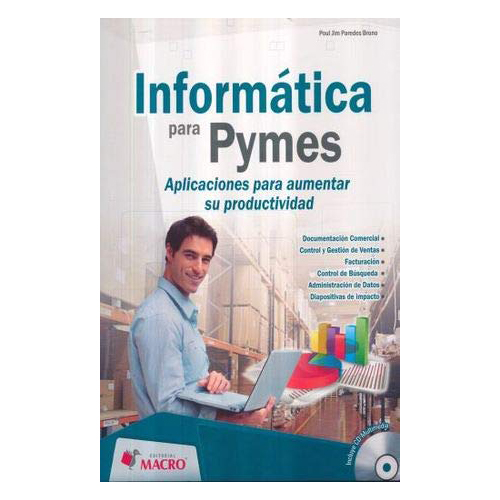 Poul Jim Paredes Bruno
Informática
para Pymes
Aplicaciones para aumentar
su productividad
Documentación Comercial
Control y Gestión de Ventas
Facturación
Control de Búsqueda
Administración de Datos
Diapositivas de impacto
Incluye CD Multimedia
EDITORIAL
MACRO